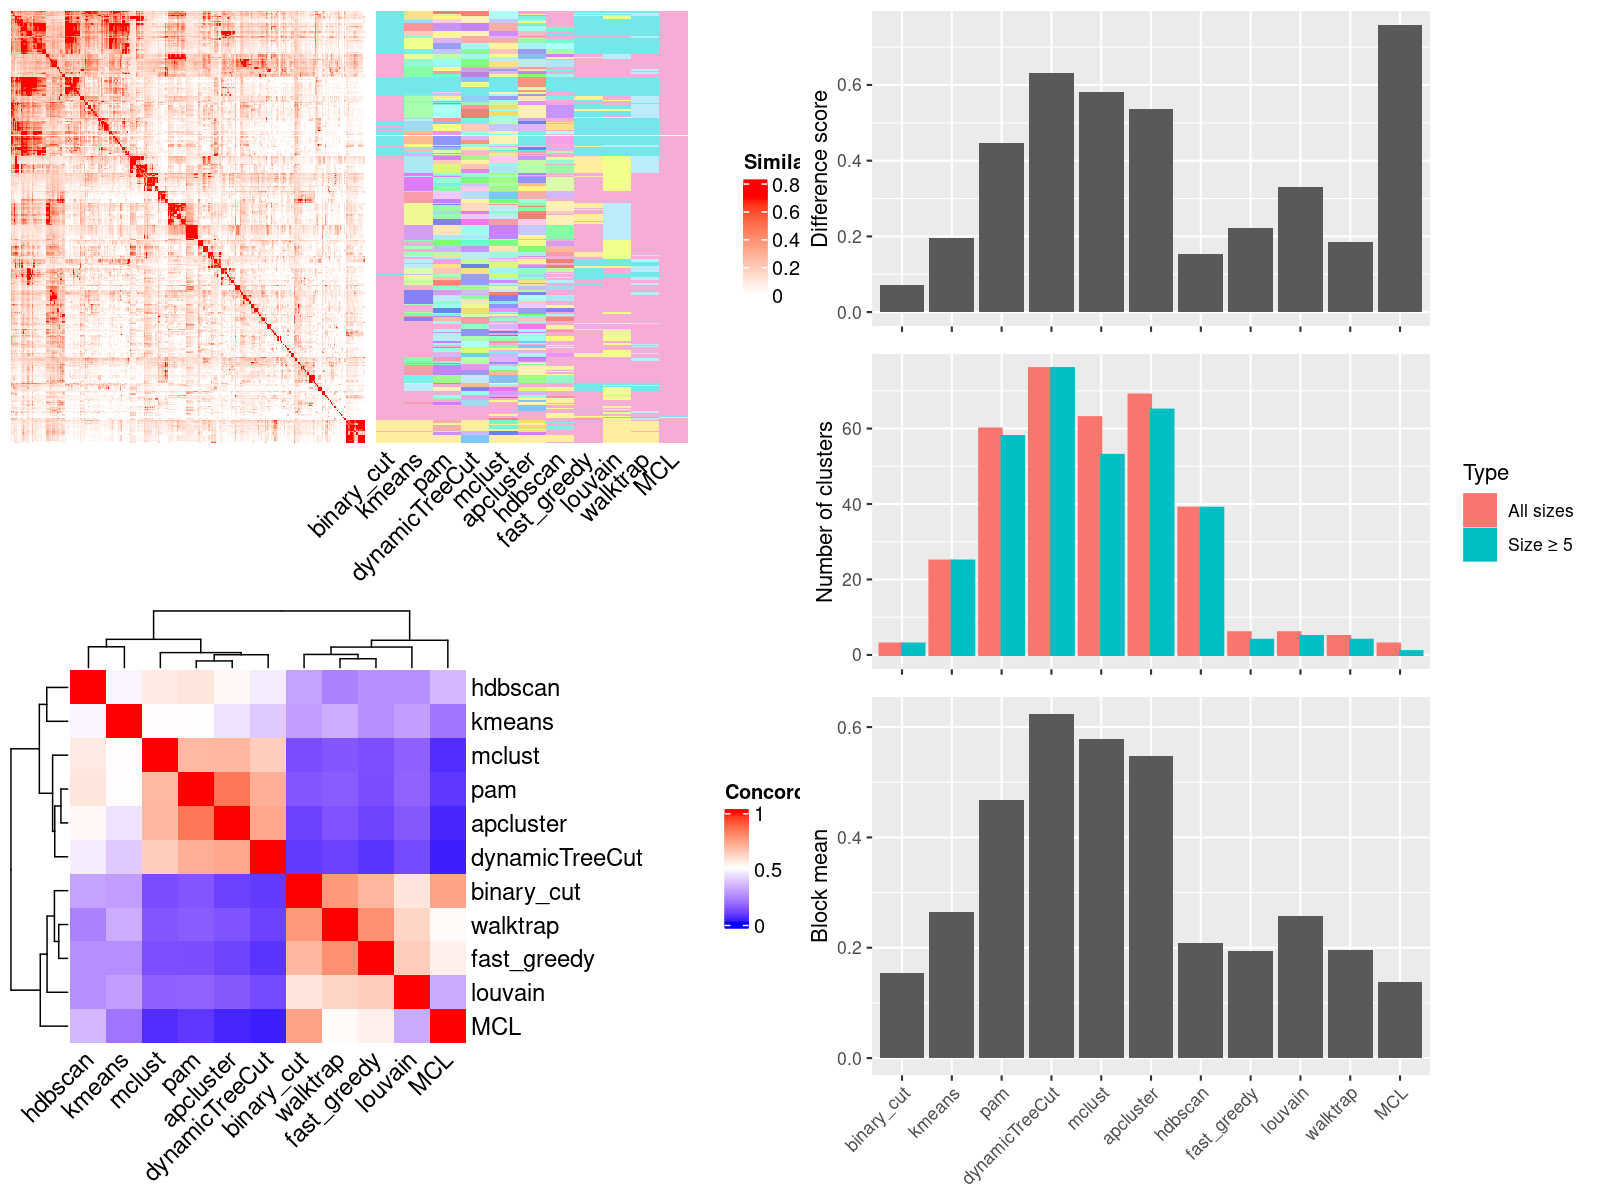 Simila
0.8
0.6
0.4
0.2
0
binary_cut
kmeans
pam
dynamicTreeCut
mclust
apcluster
hdbscan
fast_greedy
louvain
walktrap
MCL
hdbscan
kmeans
mclust
pam
apcluster
dynamicTreeCut
binary_cut
walktrap
fast_greedy
louvain
MCL
hdbscan
kmeans
mclust
pam
apcluster
dynamicTreeCut
binary_cut
walktrap
fast_greedy
louvain
MCL
Concord
1
0.5
0
Difference score
0.6
0.4
0.2
0.0
Number of clusters
60
40
20
0
Type
All sizes
Size ≥ 5
Block mean
0.6
0.4
0.2
0.0
binary_cut
kmeans
pam
dynamicTreeCut
mclust
apcluster
hdbscan
fast_greedy
louvain
walktrap
MCL